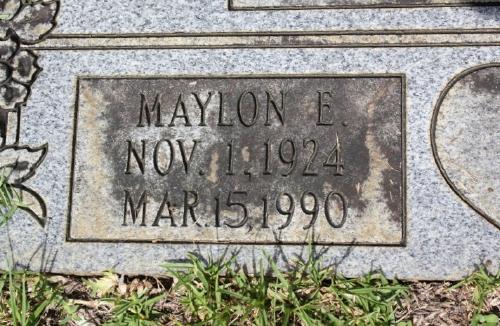 MAYLON E.
NOV. 1, 1924
MAR. 15, 1990